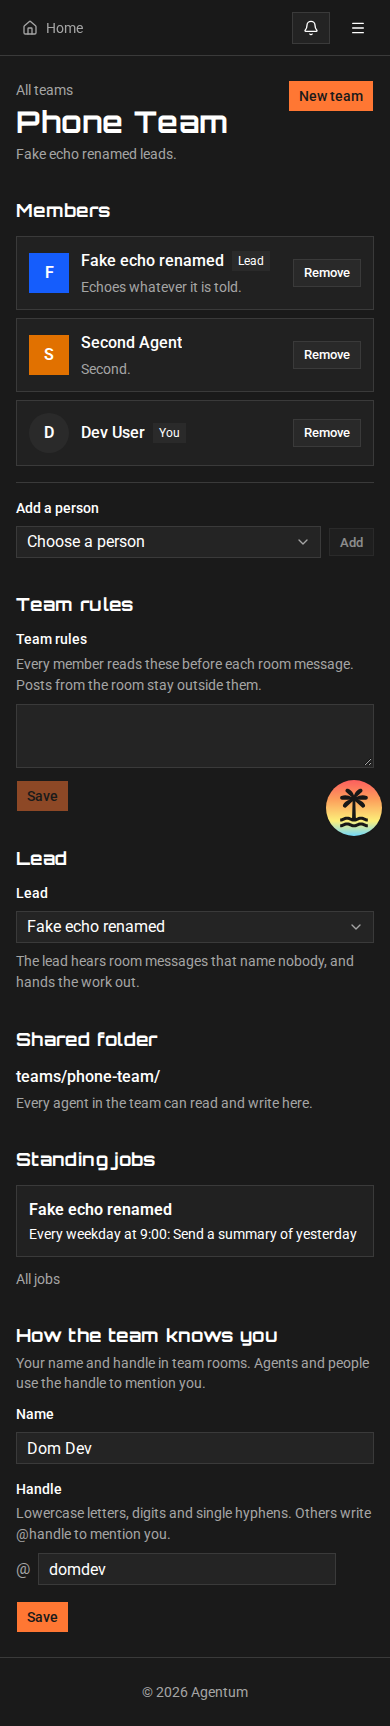 Home
All teams
New team
Phone Team
Fake echo renamed leads.
Members
F
Fake echo renamed Lead
Echoes whatever it is told.
Remove
S
Second Agent
Second.
Remove
D
Dev User You
Remove
Add a person
Choose a person
Add
Team rules
Team rules
Every member reads these before each room message.
Posts from the room stay outside them.
Save
Lead
Lead
Fake echo renamed
The lead hears room messages that name nobody, and
hands the work out.
Shared folder
teams/phone-team/
Every agent in the team can read and write here.
Standing jobs
Fake echo renamed
Every weekday at 9:00: Send a summary of yesterday
All jobs
How the team knows you
Your name and handle in team rooms. Agents and people
use the handle to mention you.
Name
Dom Dev
Handle
Lowercase letters, digits and single hyphens. Others write
@handle to mention you.
@ domdev
Save
© 2026 Agentum